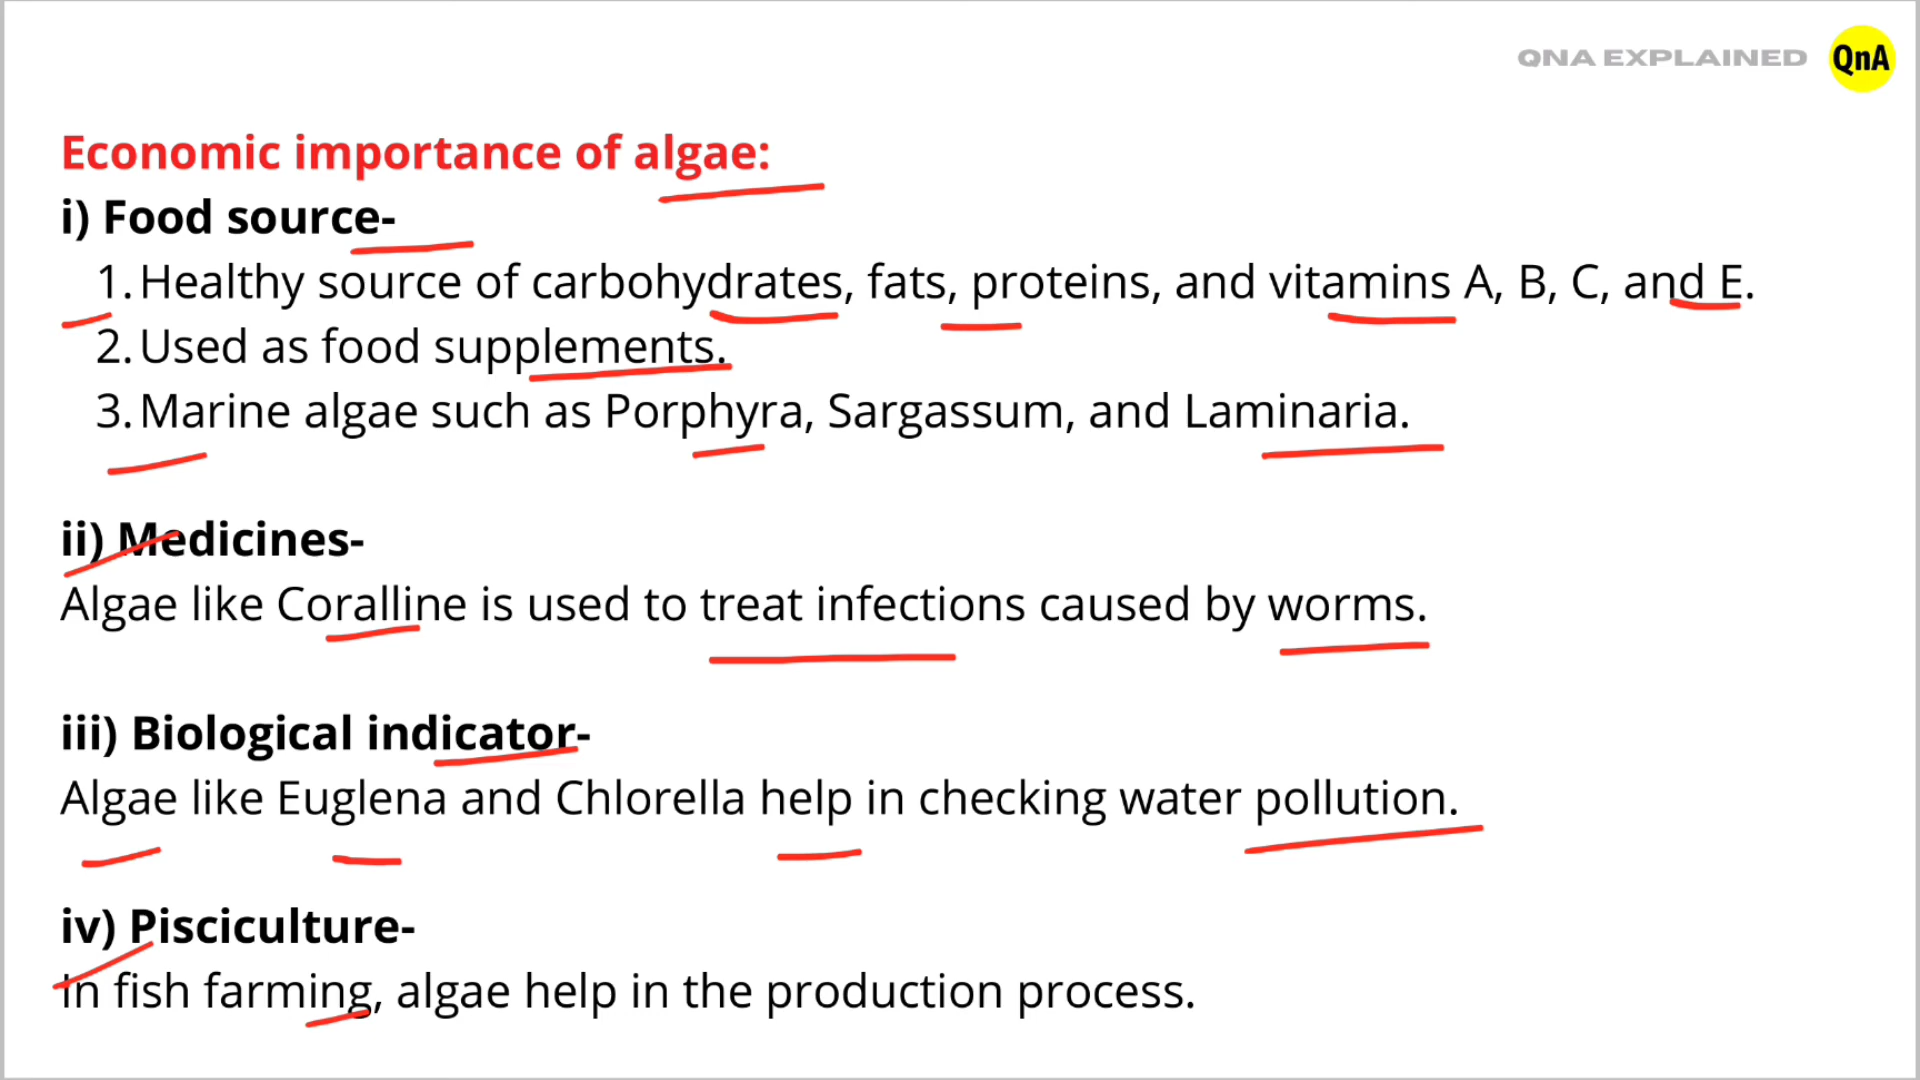 QNA EXPLAINED QnA
Economic importance of algae:
i) Food source-
1. Healthy source of carbohydrates, fats, proteins, and vitamins A, B, C, and E.
2. Used as food supplements.
3. Marine algae such as Porphyra, Sargassum, and Laminaria.
ii) Medicines-
Algae like Coralline is used to treat infections caused by worms.
iii) Biological indicator-
Algae like Euglena and Chlorella help in checking water pollution.
iv) Pisciculture-
In fish farming, algae help in the production process.